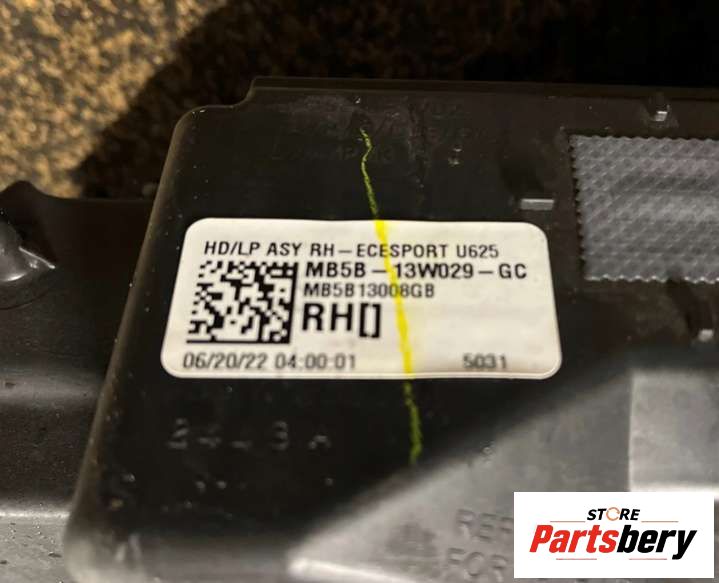 HD/LP ASY RH-ECESPORT U625
MB5B-13W029-GC
MB5B13008GB
RH[]
06/20/22 04:00:01 5031
STORE
Partsbery